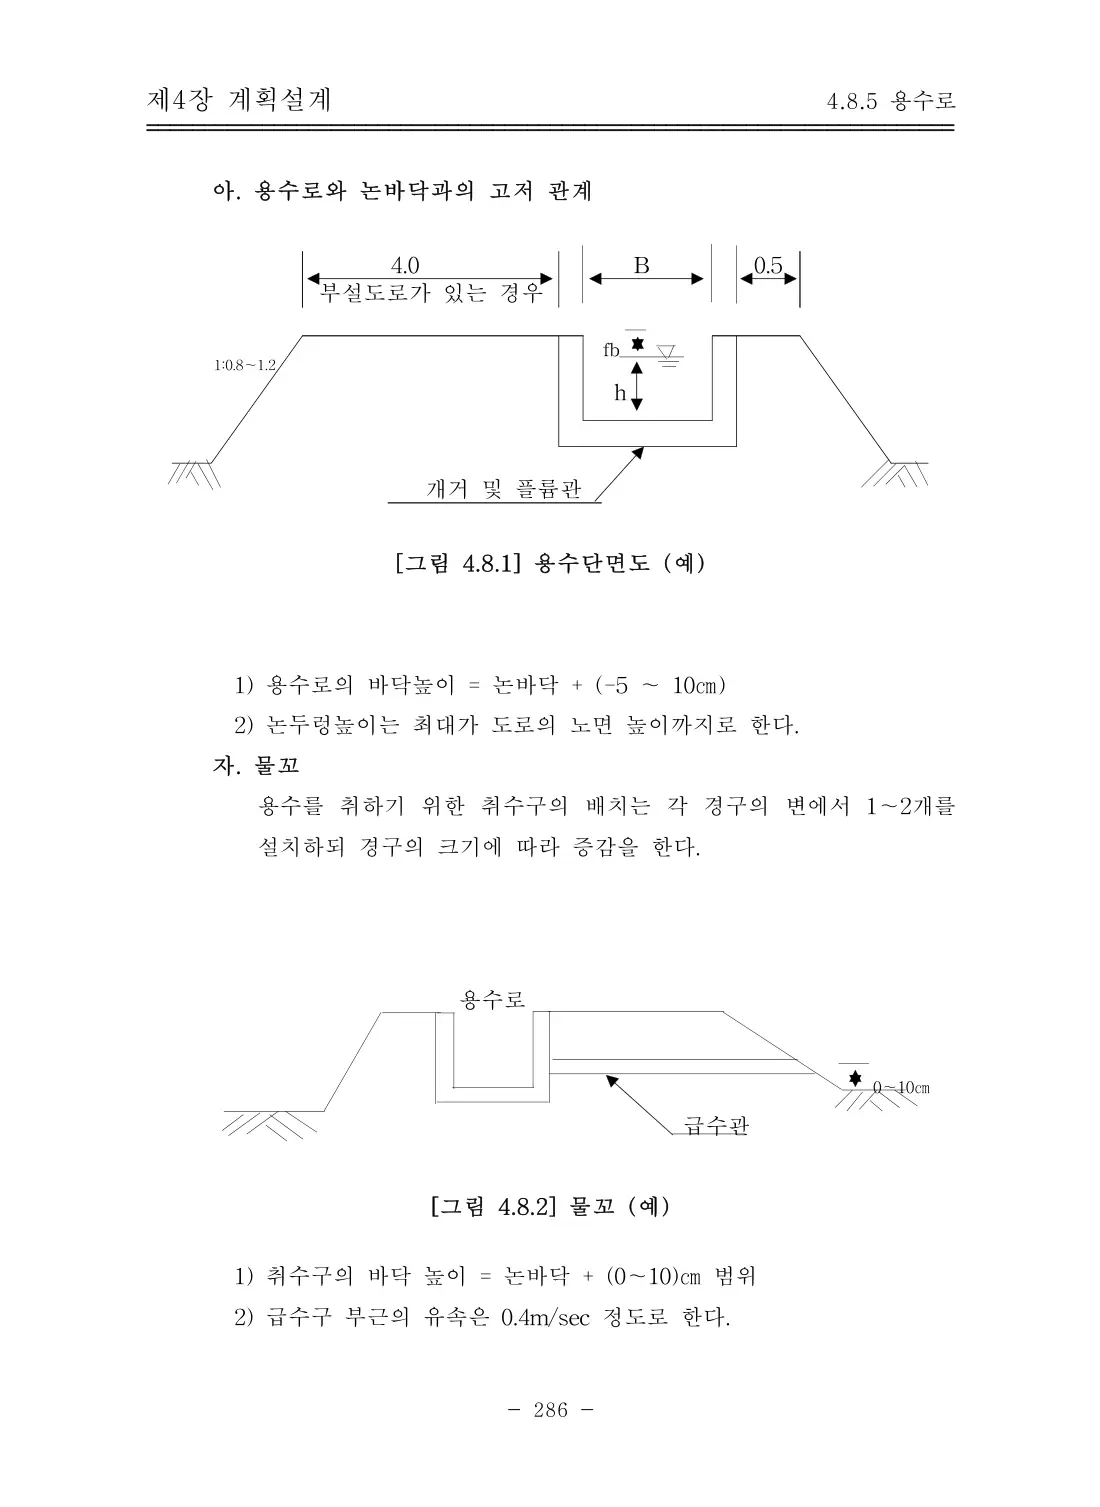 제4장 계획설계
4.8.5 용수로
아. 용수로와 논바닥과의 고저 관계
4.0
B
0.5
부설도로가 있는 경우
1:0.8~1.2
fb
h
개거 및 플륨관
[그림 4.8.1] 용수단면도 (예)
1) 용수로의 바닥높이 = 논바닥 + (-5 ~ 10㎝)
2) 논두렁높이는 최대가 도로의 노면 높이까지로 한다.
자. 물꼬
용수를 취하기 위한 취수구의 배치는 각 경구의 변에서 1~2개를
설치하되 경구의 크기에 따라 증감을 한다.
용수로
0~10㎝
급수관
[그림 4.8.2] 물꼬 (예)
1) 취수구의 바닥 높이 = 논바닥 + (0~10)㎝ 범위
2) 급수구 부근의 유속은 0.4m/sec 정도로 한다.
- 286 -